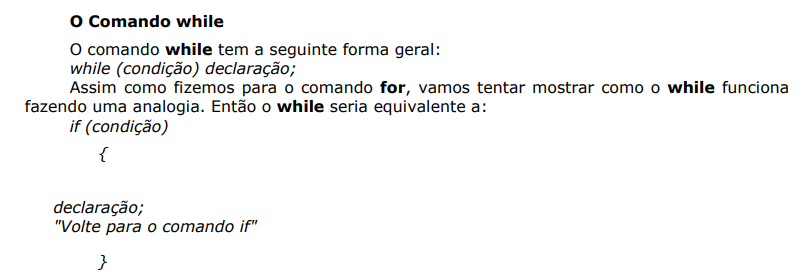 O Comando while
O comando while tem a seguinte forma geral:
while (condição) declaração;
Assim como fizemos para o comando for, vamos tentar mostrar como o while funciona
fazendo uma analogia. Então o while seria equivalente a:
if (condição)
{
declaração;
"Volte para o comando if"
}